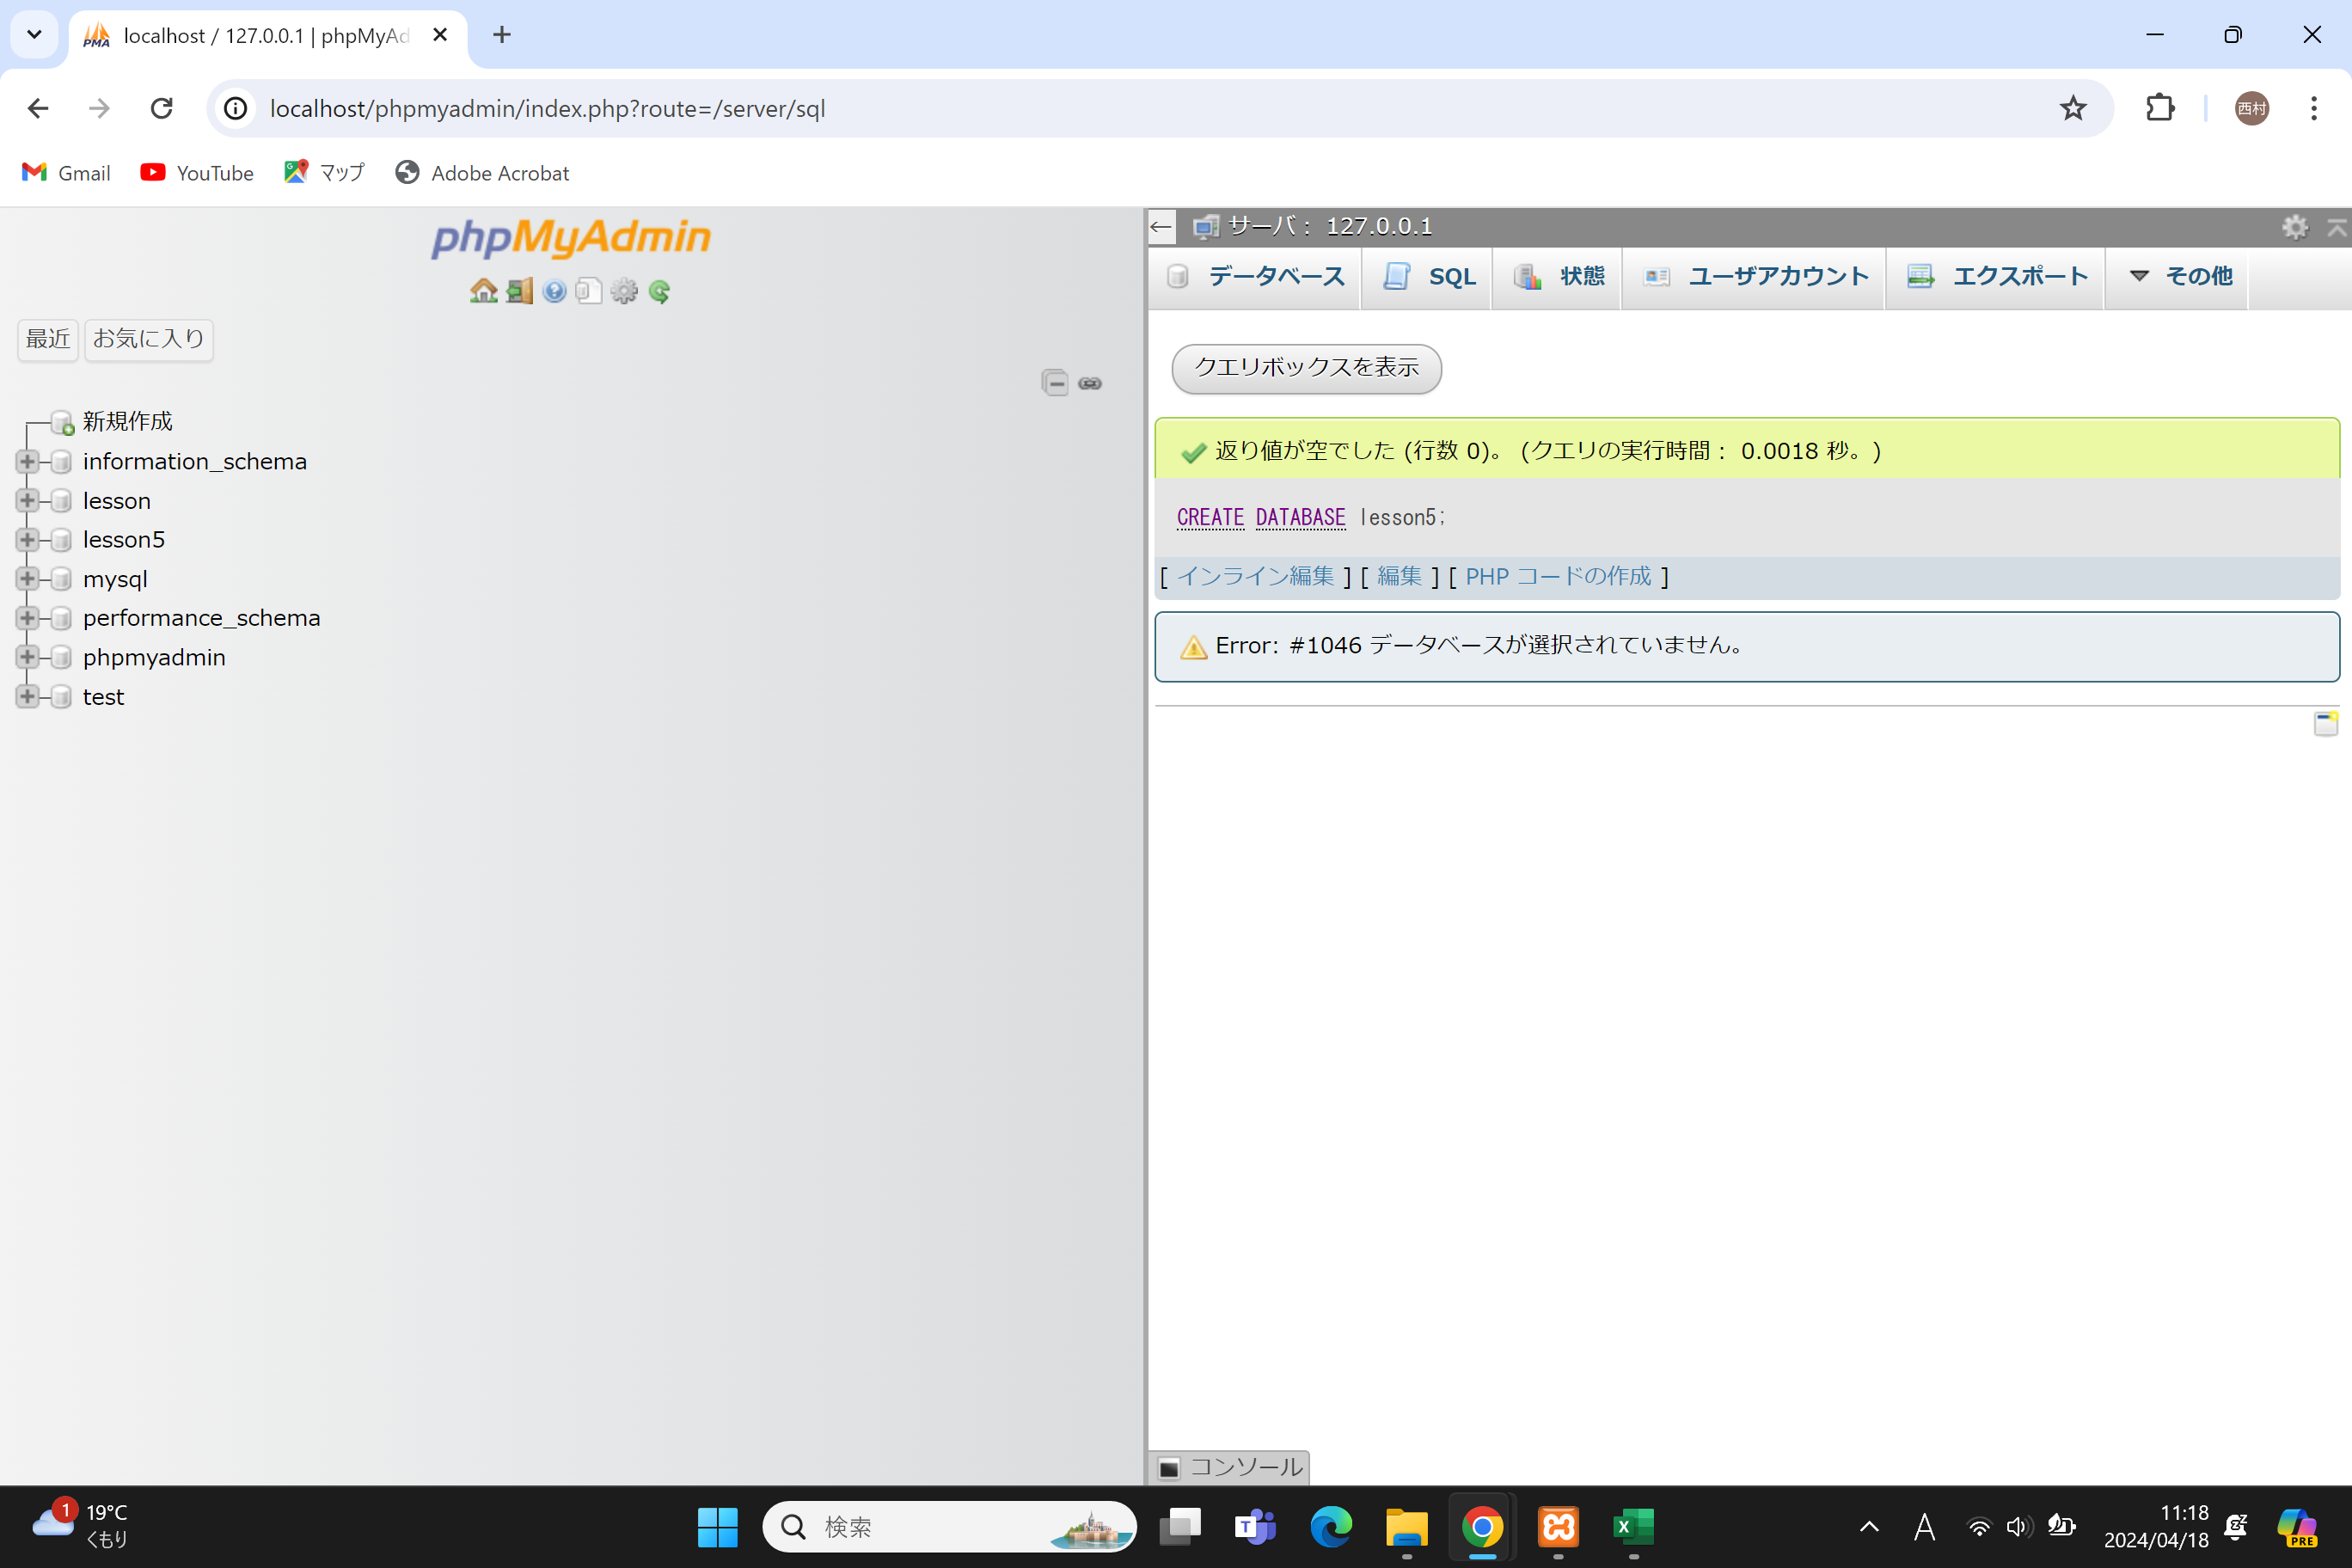 localhost / 127.0.0.1 | phpMyAd
localhost/phpmyadmin/index.php?route=/server/sql
西村
Gmail
YouTube
マップ
Adobe Acrobat
phpMyAdmin
最近 お気に入り
新規作成
information_schema
lesson
lesson5
mysql
performance_schema
phpmyadmin
test
サーバ： 127.0.0.1
データベース
SQL
状態
ユーザアカウント
エクスポート
その他
クエリボックスを表示
返り値が空でした (行数 0)。 (クエリの実行時間： 0.0018 秒。)
CREATE DATABASE lesson5;
[ インライン編集 ] [ 編集 ] [ PHP コードの作成 ]
Error: #1046 データベースが選択されていません。
コンソール
1
19°C
くもり
検索
A
11:18
2024/04/18
PRE